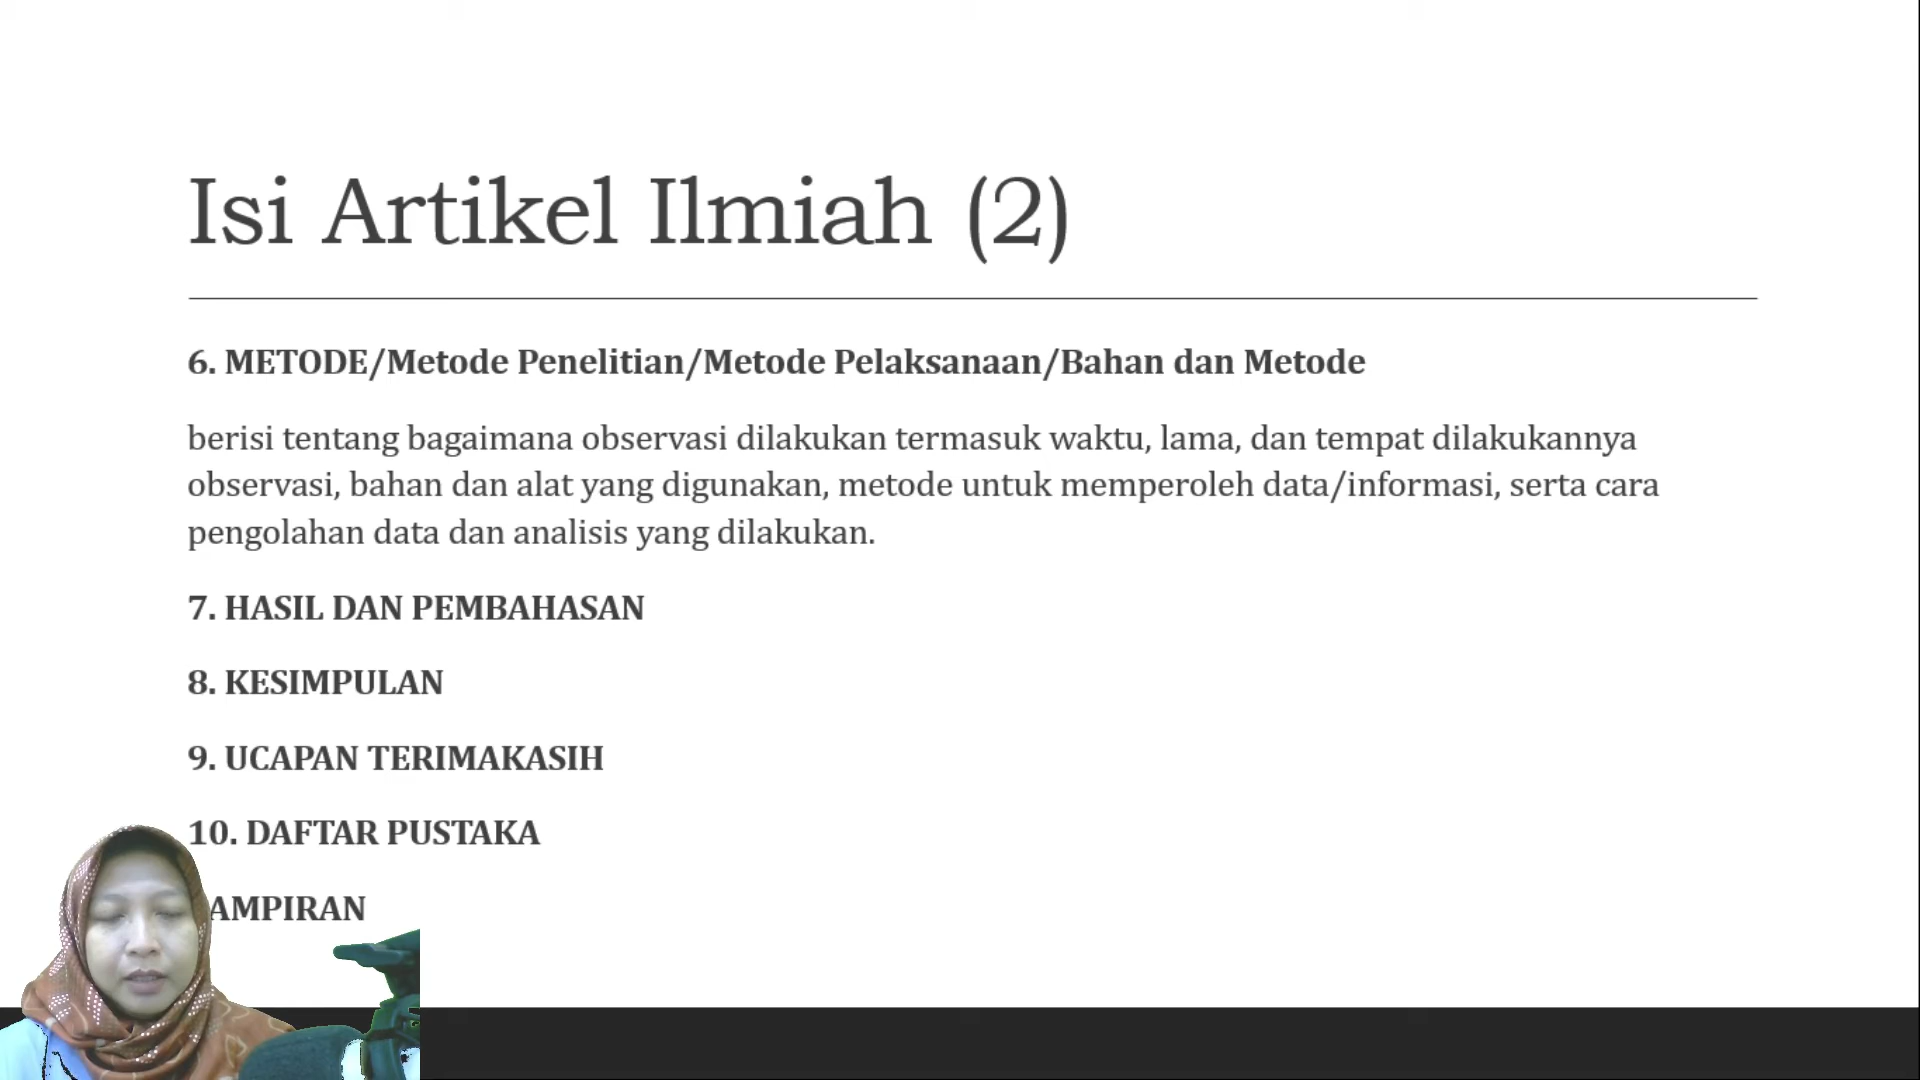 Isi Artikel Ilmiah (2)
6. METODE/Metode Penelitian/Metode Pelaksanaan/Bahan dan Metode
berisi tentang bagaimana observasi dilakukan termasuk waktu, lama, dan tempat dilakukannya
observasi, bahan dan alat yang digunakan, metode untuk memperoleh data/informasi, serta cara
pengolahan data dan analisis yang dilakukan.
7. HASIL DAN PEMBAHASAN
8. KESIMPULAN
9. UCAPAN TERIMAKASIH
10. DAFTAR PUSTAKA
AMPIRAN